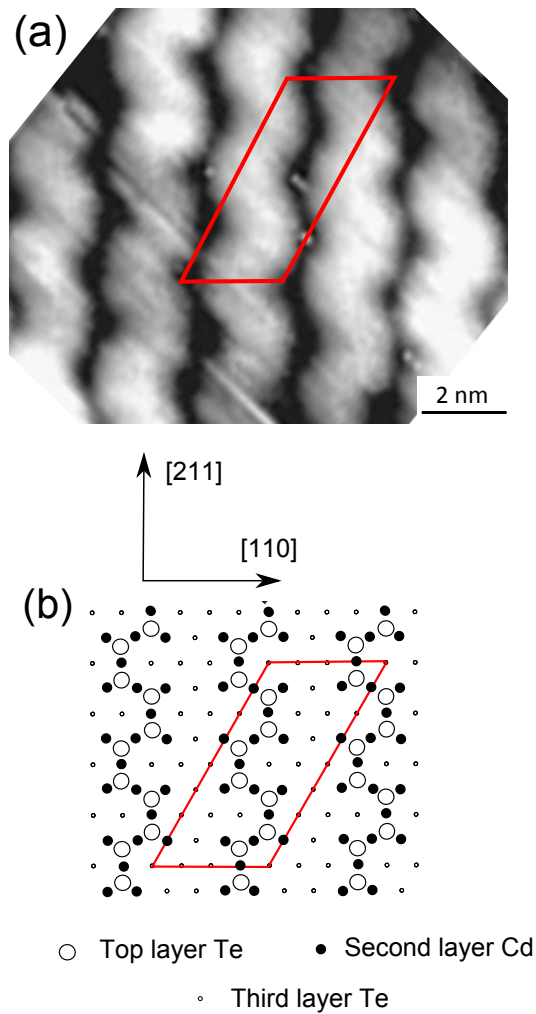 (a)
2 nm
[211]
[110]
(b)
Top layer Te
Second layer Cd
Third layer Te